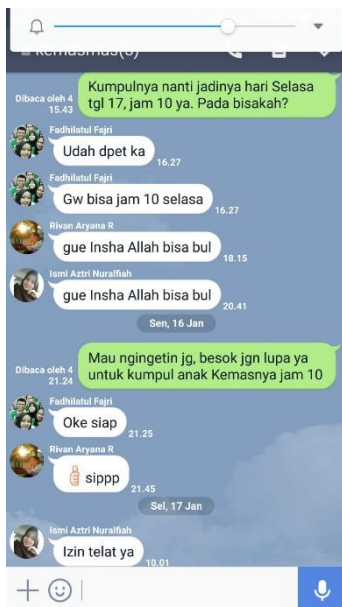 Kumpulnya nanti jadinya hari Selasa
tgl 17, jam 10 ya. Pada bisakah?
Dibaca oleh 4
15.43
Fadhilatul Fajri
Udah dpet ka
16.27
Fadhilatul Fajri
Gw bisa jam 10 selasa
16.27
Rivan Aryana R
gue Insha Allah bisa bul
18.15
Ismi Aztri Nuralfiah
gue Insha Allah bisa bul
20.41
Sen, 16 Jan
Mau ngingetin jg, besok jgn lupa ya
untuk kumpul anak Kemasnya jam 10
Dibaca oleh 4
21.24
Fadhilatul Fajri
Oke siap
21.25
Rivan Aryana R
sippp
21.45
Sel, 17 Jan
Ismi Aztri Nuralfiah
Izin telat ya
10.01